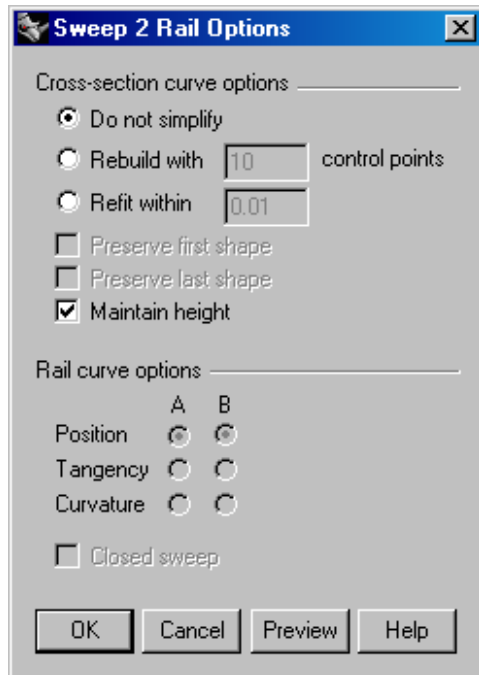 Sweep 2 Rail Options
Cross-section curve options
Do not simplify
Rebuild with 10 control points
Refit within 0.01
Preserve first shape
Preserve last shape
Maintain height
Rail curve options
A B
Position
Tangency
Curvature
Closed sweep
OK Cancel Preview Help